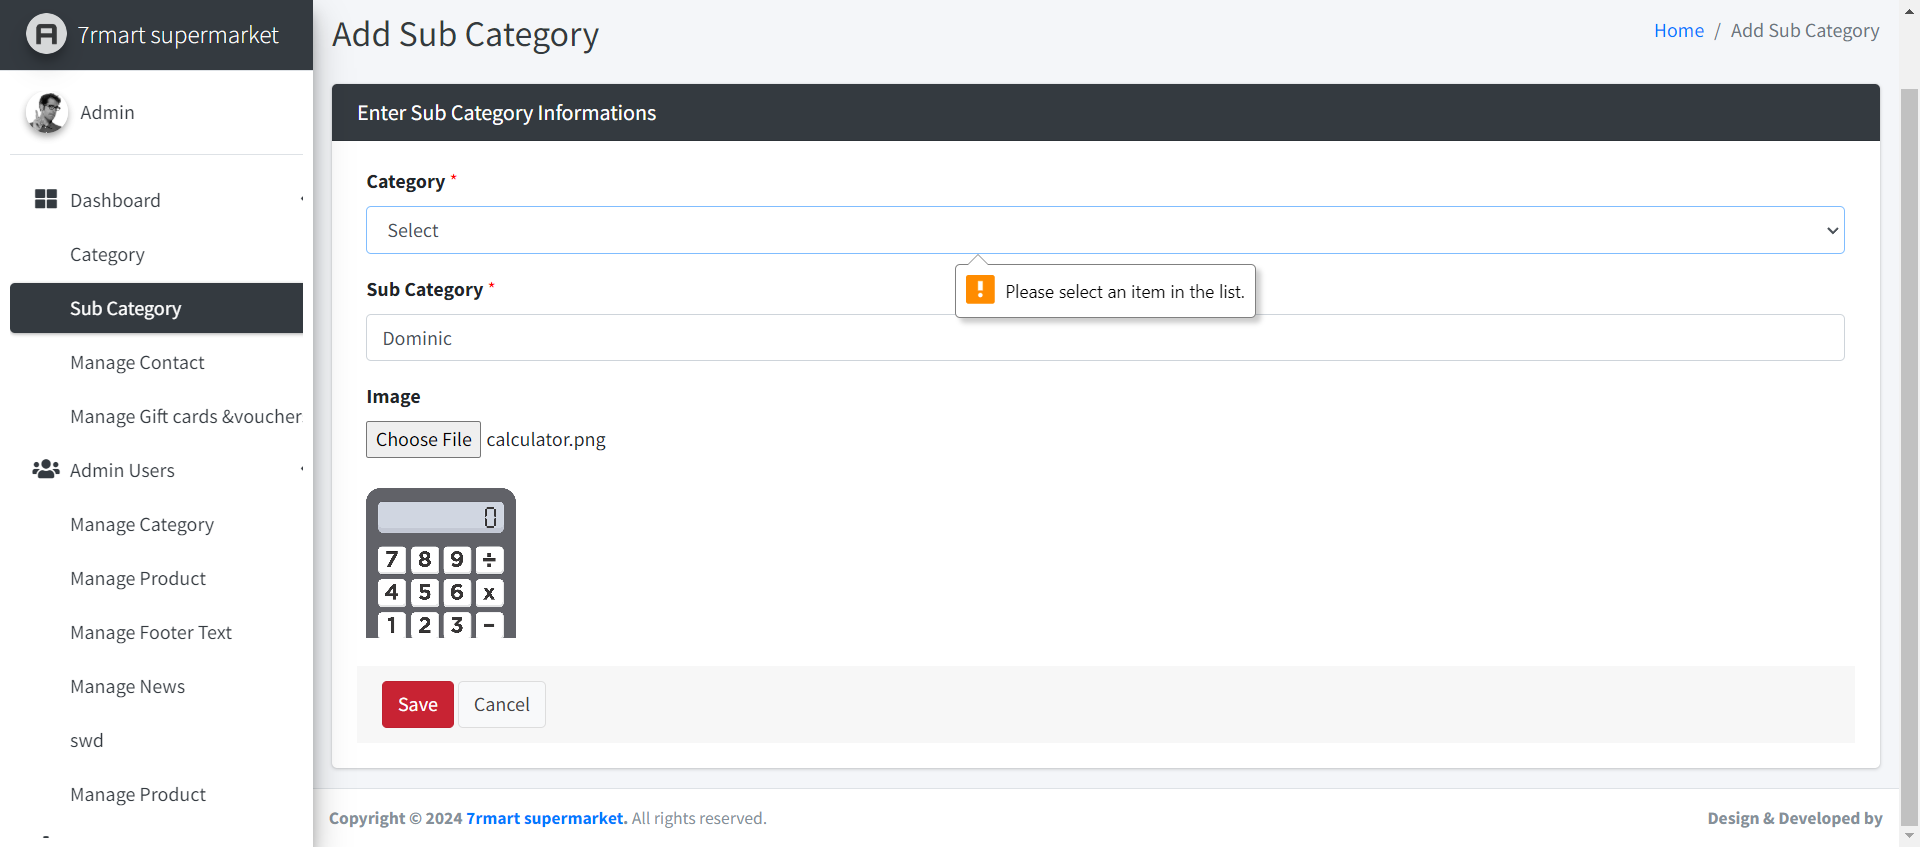 7rmart supermarket
Admin
Dashboard
Category
Sub Category
Manage Contact
Manage Gift cards &voucher
Admin Users
Manage Category
Manage Product
Manage Footer Text
Manage News
swd
Manage Product
Add Sub Category
Home / Add Sub Category
Enter Sub Category Informations
Category *
Select
Please select an item in the list.
Sub Category *
Dominic
Image
Choose File calculator.png
0
7 8 9 ÷
4 5 6 x
1 2 3 −
Save Cancel
Copyright © 2024 7rmart supermarket. All rights reserved.
Design & Developed by